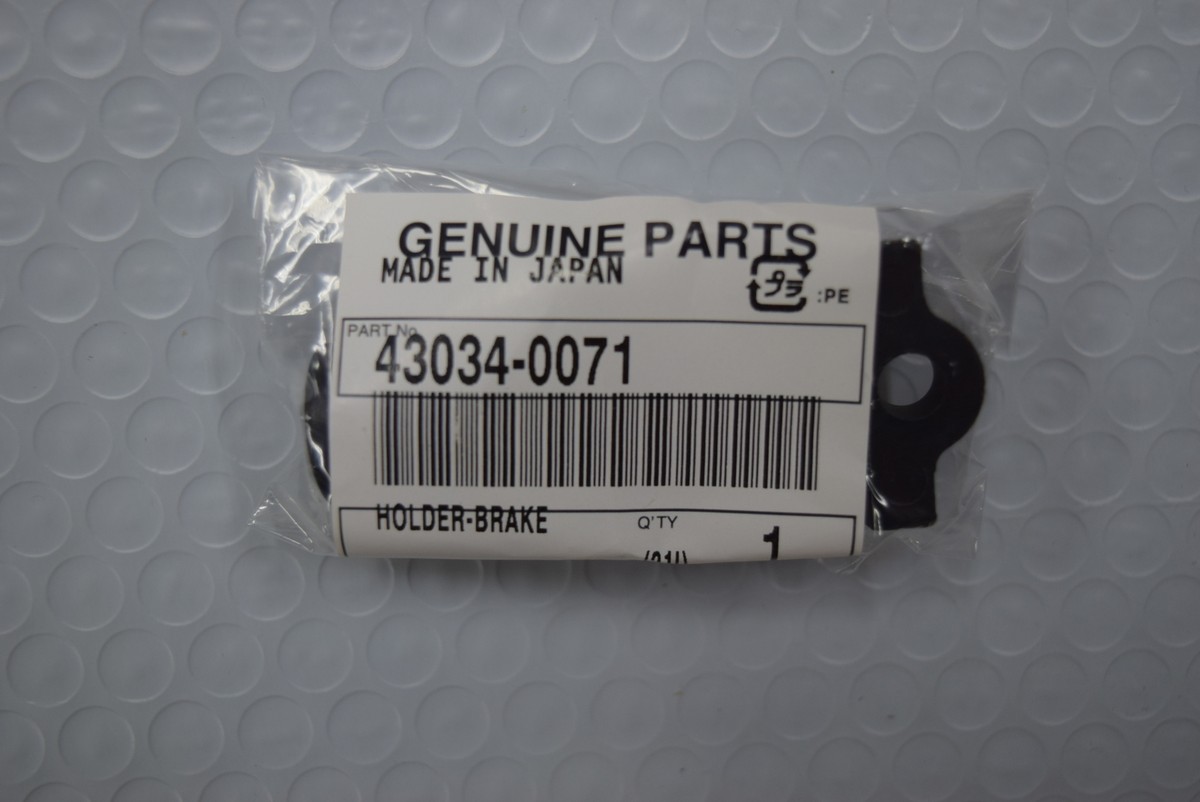 GENUINE PARTS
MADE IN JAPAN
プラ :PE
PART No.
43034-0071
HOLDER-BRAKE Q'TY
1